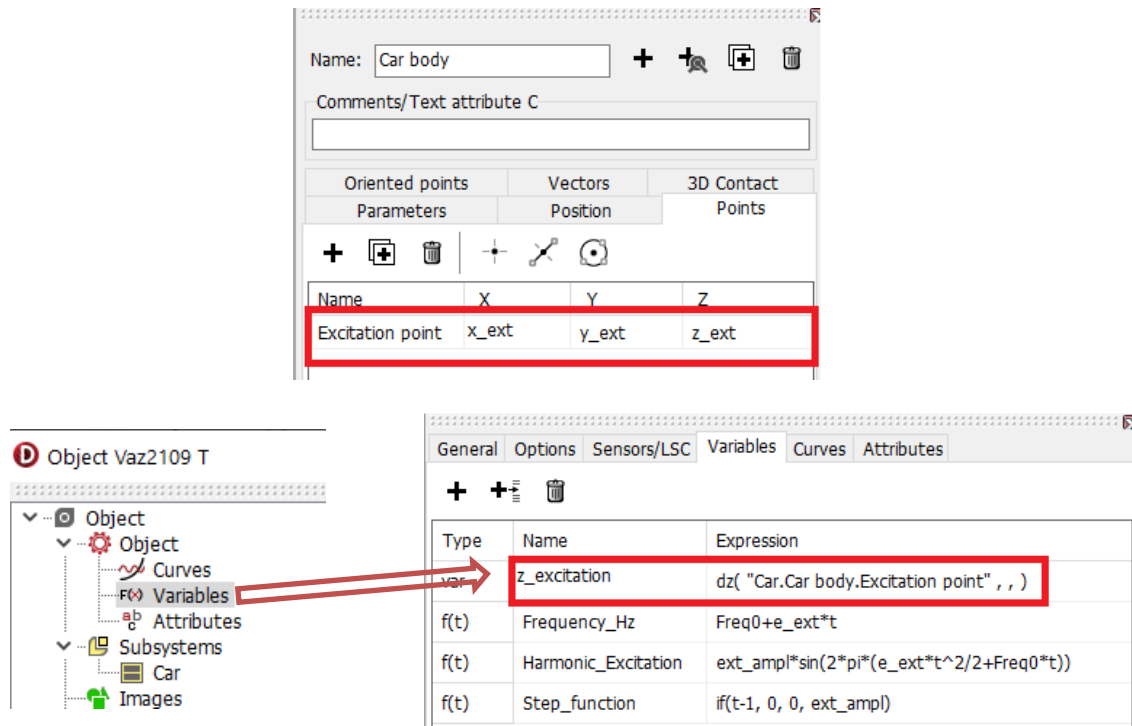 Name: Car body
Comments/Text attribute C
Oriented points Vectors 3D Contact
Parameters Position Points
Name X Y Z
Excitation point x_ext y_ext z_ext
Object Vaz2109 T
Object
Object
Curves
F(x) Variables
ab c Attributes
Subsystems
Car
Images
General Options Sensors/LSC Variables Curves Attributes
Type Name Expression
var z_excitation dz( "Car.Car body.Excitation point" , , )
f(t) Frequency_Hz Freq0+e_ext*t
f(t) Harmonic_Excitation ext_ampl*sin(2*pi*(e_ext*t^2/2+Freq0*t))
f(t) Step_function if(t-1, 0, 0, ext_ampl)